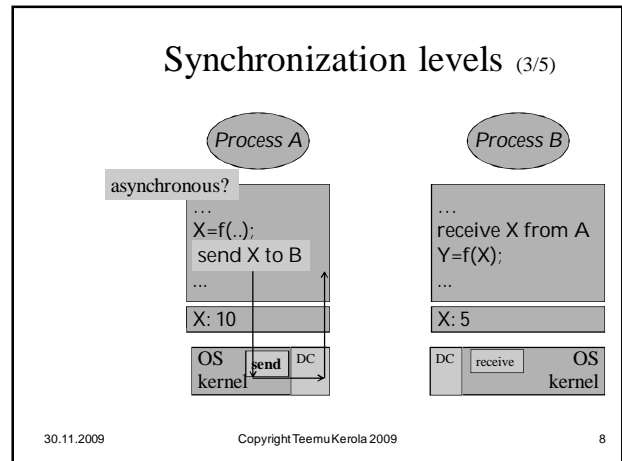 Synchronization levels (3/5)
Process A
Process B
asynchronous?
...
X=f(..);
send X to B
...
...
receive X from A
Y=f(X);
...
X: 10
X: 5
OS
kernel
send
DC
DC
receive
OS
kernel
30.11.2009
Copyright Teemu Kerola 2009
8